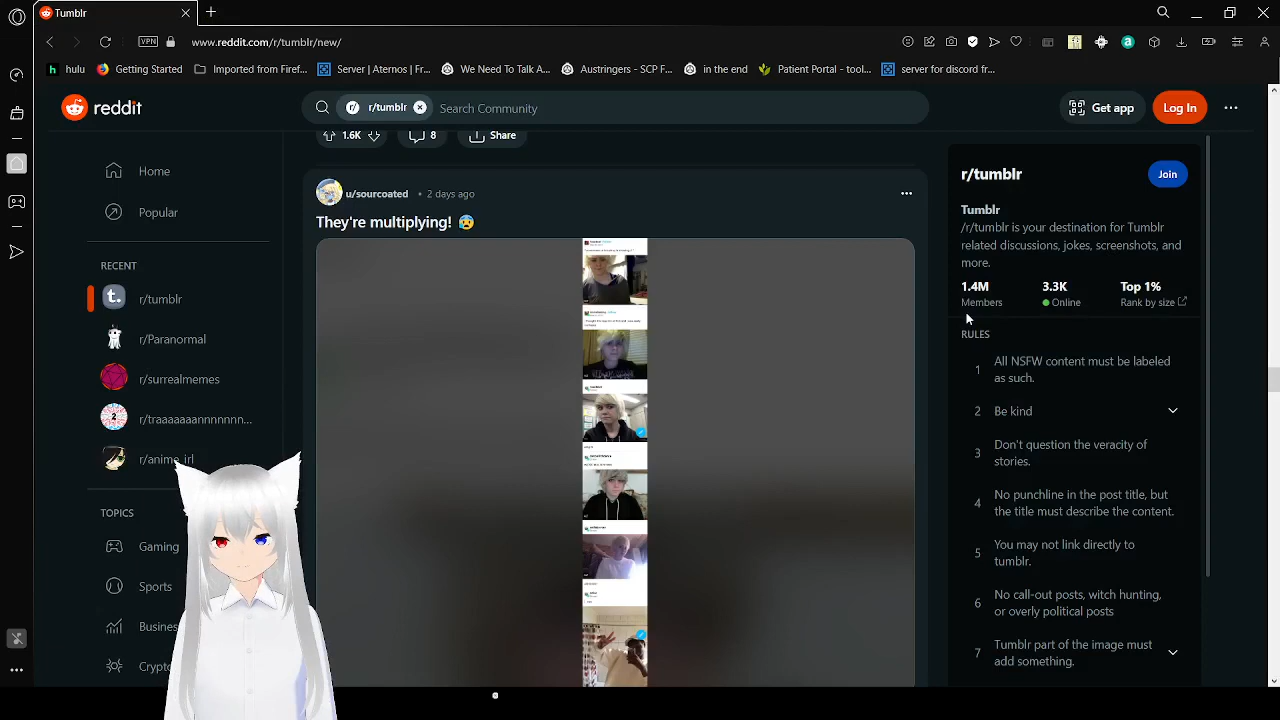 Tumblr
www.reddit.com/r/tumblr/new/
VPN
hulu
Getting Started
Imported from Firef...
Server | Aternos | Fr...
We Used To Talk A...
Austringers - SCP F...
in the end
Patient Portal - tool...
server for discord fr...
reddit
r/tumblr
Search Community
Get app
Log In
1.6K
8
Share
Home
Popular
RECENT
r/tumblr
r/Paranormal
r/surrealmemes
r/traaaaaaannnnnn...
r/anime_irl
TOPICS
Gaming
Sports
Busine
Crypto
u/sourcoated
• 2 days ago
They're multiplying! 😰
r/tumblr
Join
Tumblr
/r/tumblr is your destination for Tumblr
related discussions, jokes, screenshots, and
more.
1.4M
3.3K
Top 1%
Members
Online
Rank by size
RULES
1 All NSFW content must be labeled
as such.
2 Be kind
3 Don't question the veracity of
stories.
4 No punchline in the post title, but
the title must describe the content.
5 You may not link directly to
tumblr.
6 No call-out posts, witch hunting,
or overly political posts
7 Tumblr part of the image must
add something,